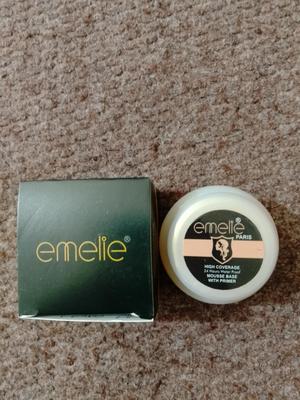 emelie®
emelie®
PARIS
HIGH COVERAGE
24 Hours Water Proof
MOUSSE BASE
WITH PRIMER